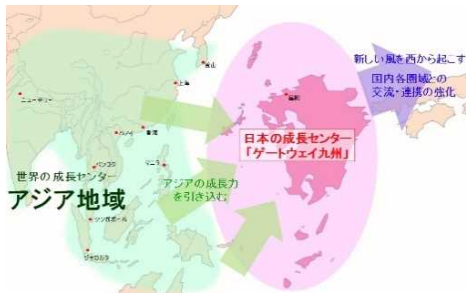 新しい風を西から起こす
国内各圏域との
交流・連携の強化
釜山
上海
福岡
ニューデリー
ハノイ
香港
日本の成長センター
「ゲートウェイ九州」
バンコク
マニラ
世界の成長センター
アジア地域
アジアの成長力
を引き込む
シンガポール
ジャカルタ